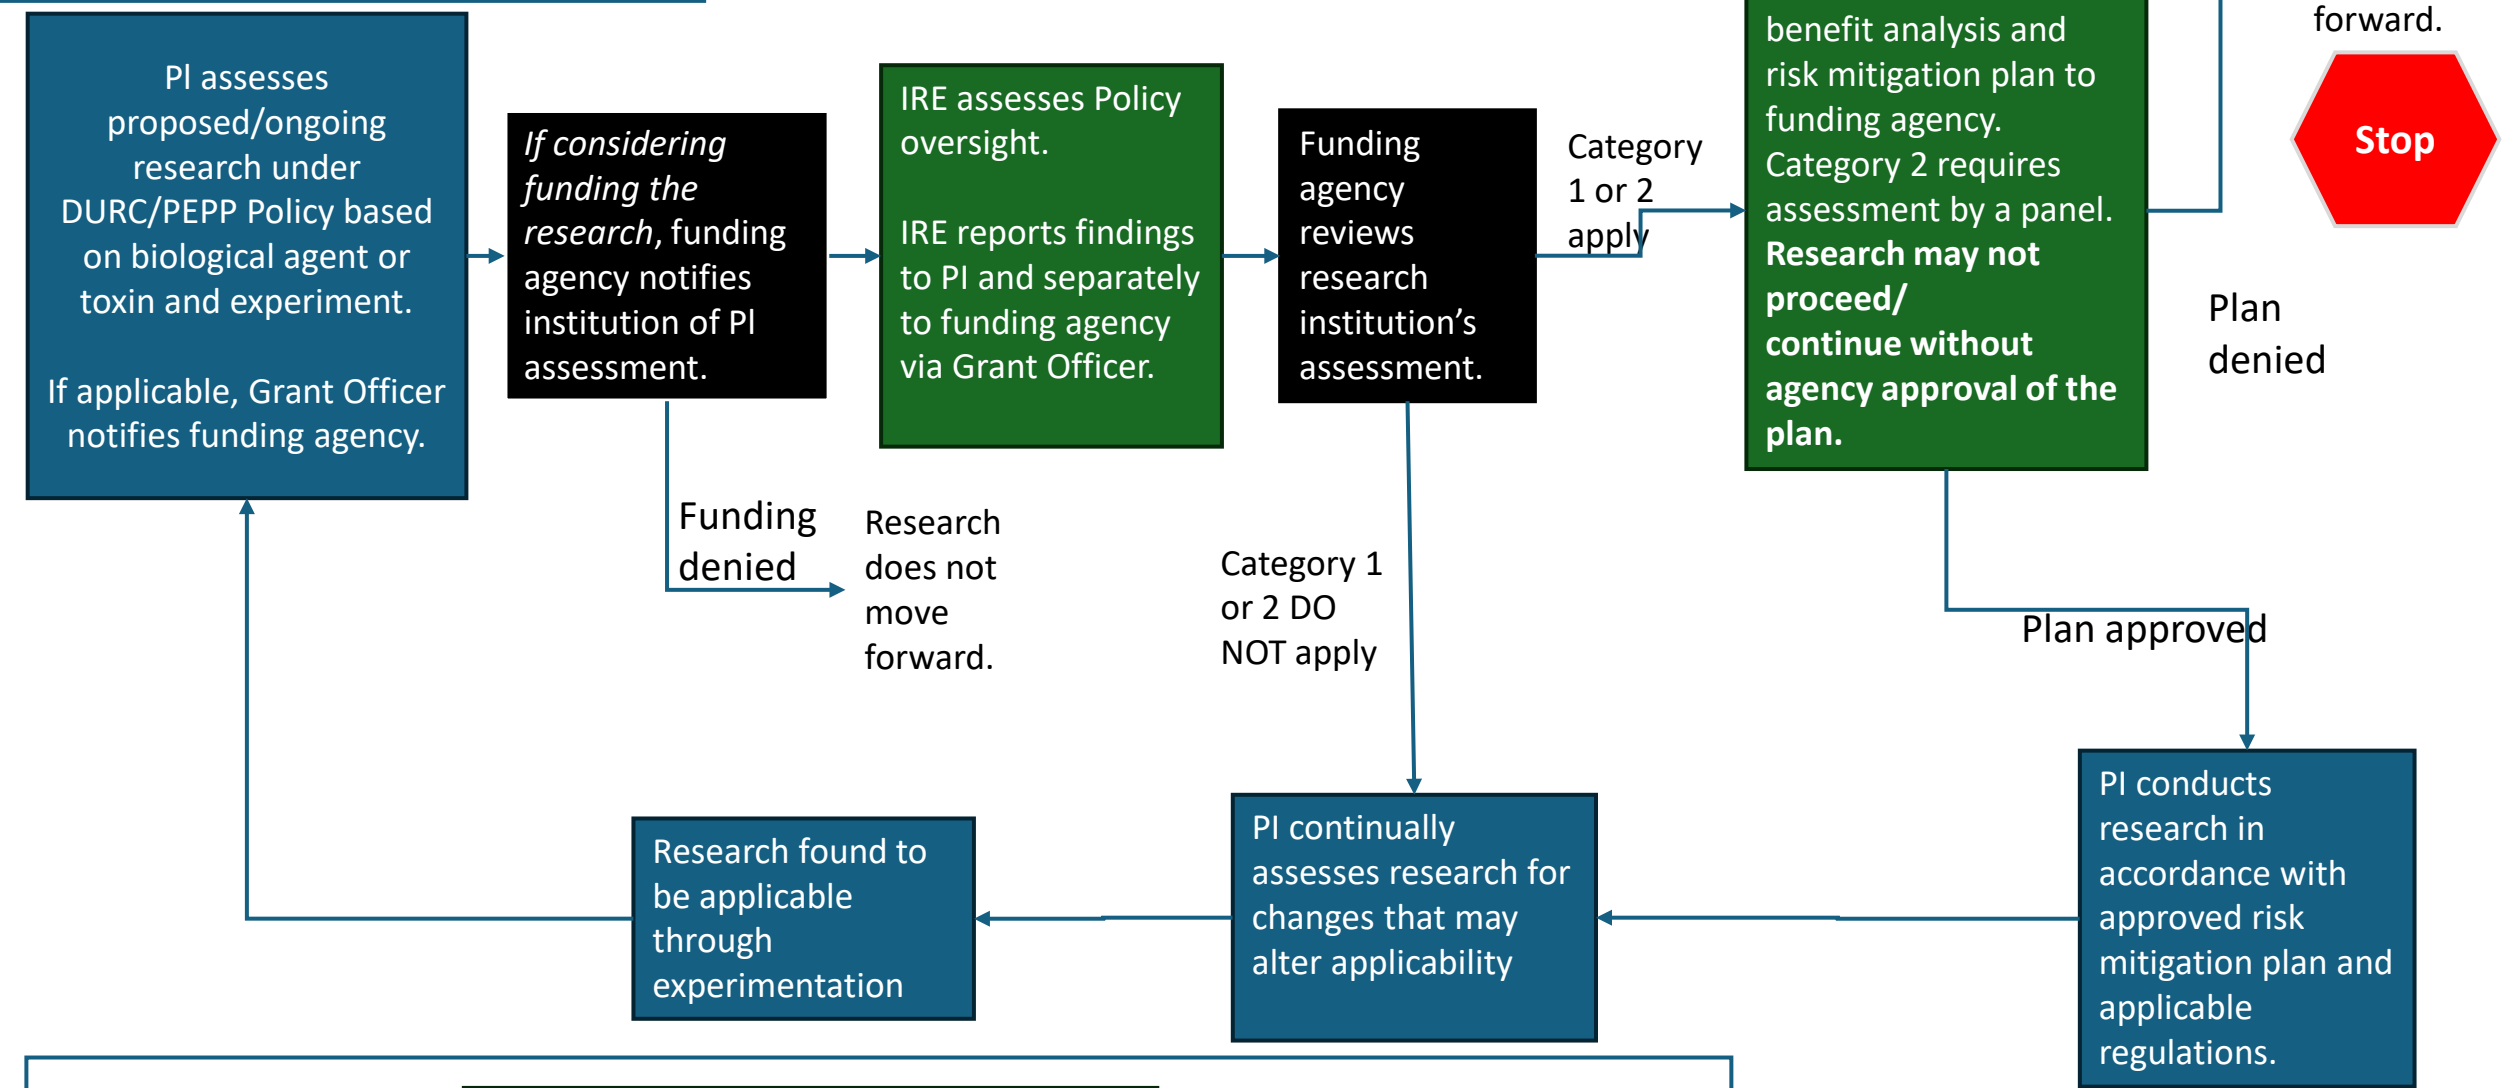 PI assesses
proposed/ongoing
research under
DURC/PEPP Policy based
on biological agent or
toxin and experiment.
If applicable, Grant Officer
notifies funding agency.
If considering
funding the
research, funding
agency notifies
institution of PI
assessment.
Funding
denied
Research
does not
move
forward.
IRE assesses Policy
oversight.
IRE reports findings
to PI and separately
to funding agency
via Grant Officer.
Funding
agency
reviews
research
institution’s
assessment.
Category
1 or 2
apply
Category 1
or 2 DO
NOT apply
benefit analysis and
risk mitigation plan to
funding agency.
Category 2 requires
assessment by a panel.
Research may not
proceed/
continue without
agency approval of the
plan.
forward.
Stop
Plan
denied
Plan approved
PI conducts
research in
accordance with
approved risk
mitigation plan and
applicable
regulations.
PI continually
assesses research for
changes that may
alter applicability
Research found to
be applicable
through
experimentation